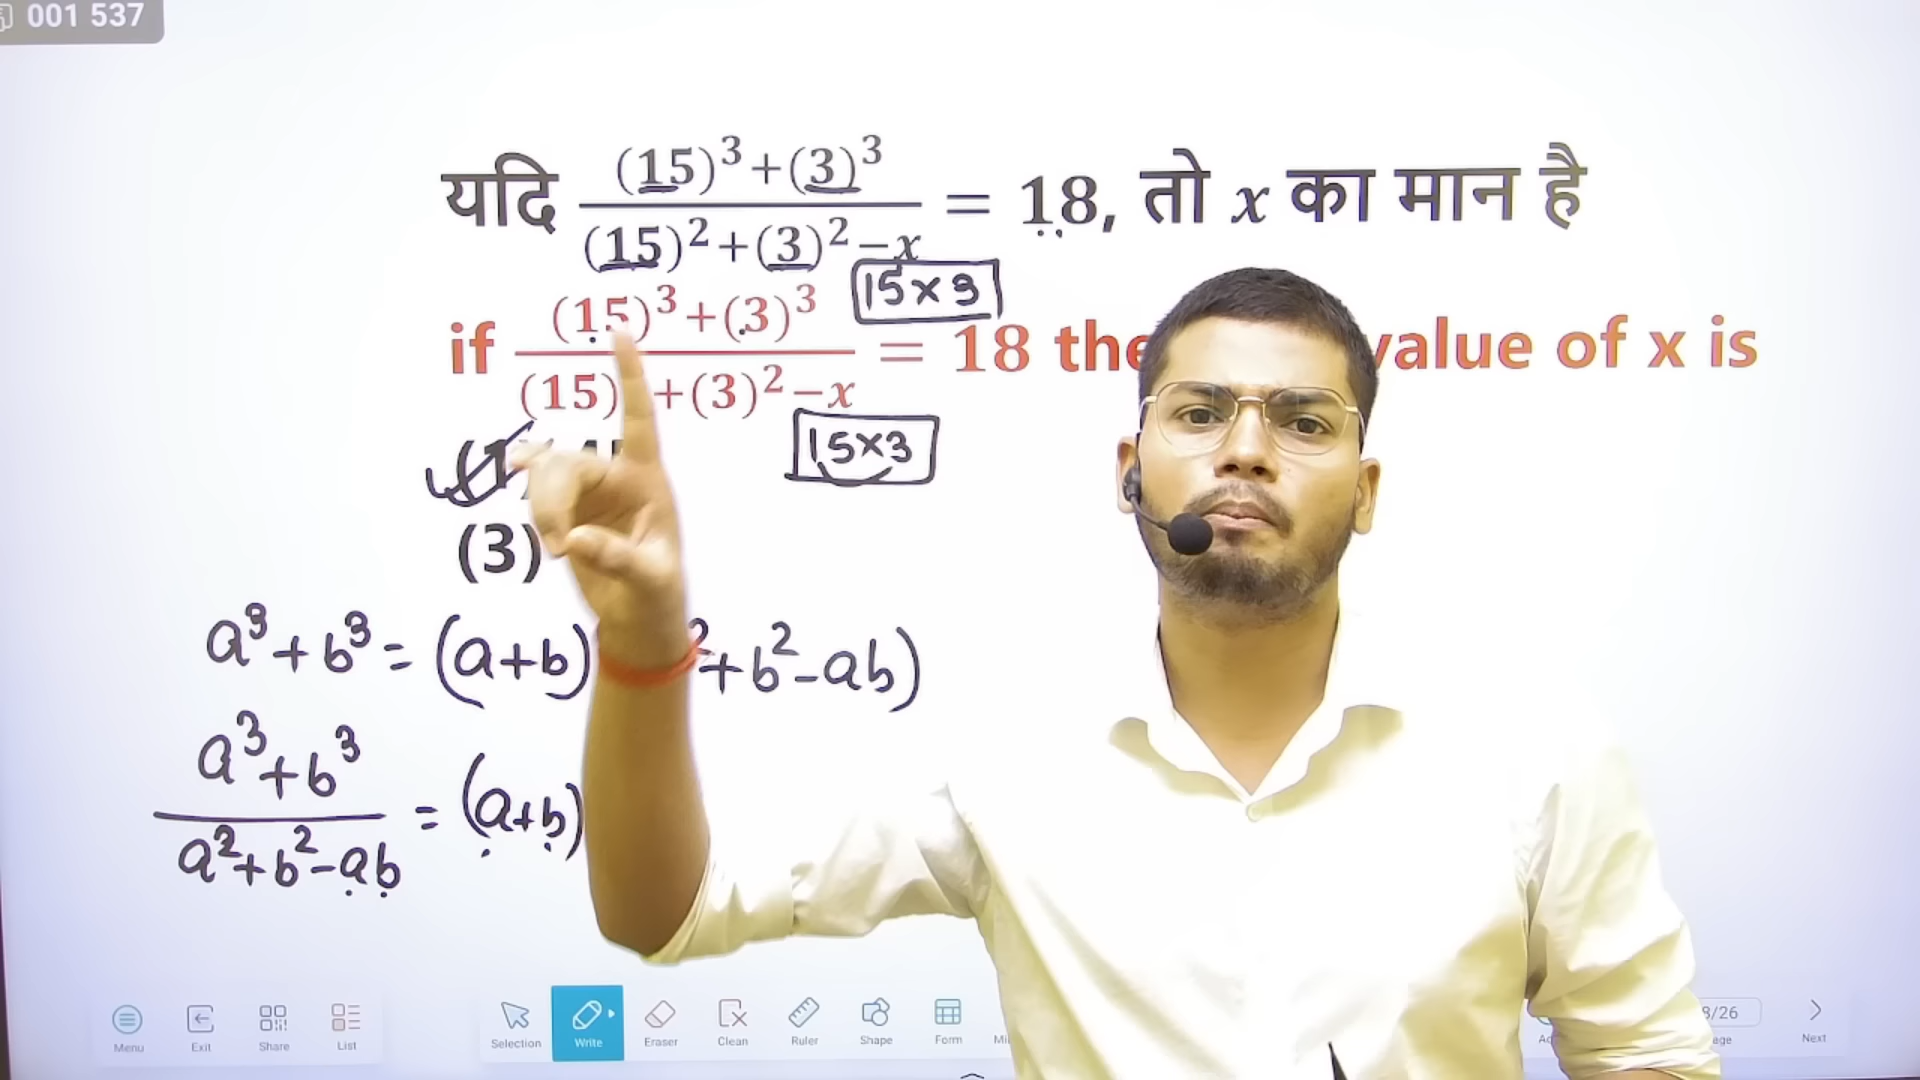 001 537
यदि (15)³+(3)³ / (15)²+(3)²−x = 18, तो x का मान है
15×3
if (15)³+(3)³ / (15) +(3)²−x = 18 value of x is
15×3
(3)
a³+b³= (a+b) ²+b²-ab)
a³+b³ / a²+b²-ab = (a+b)
Menu Exit Share List Selection Write Eraser Clean Ruler Shape Form Next